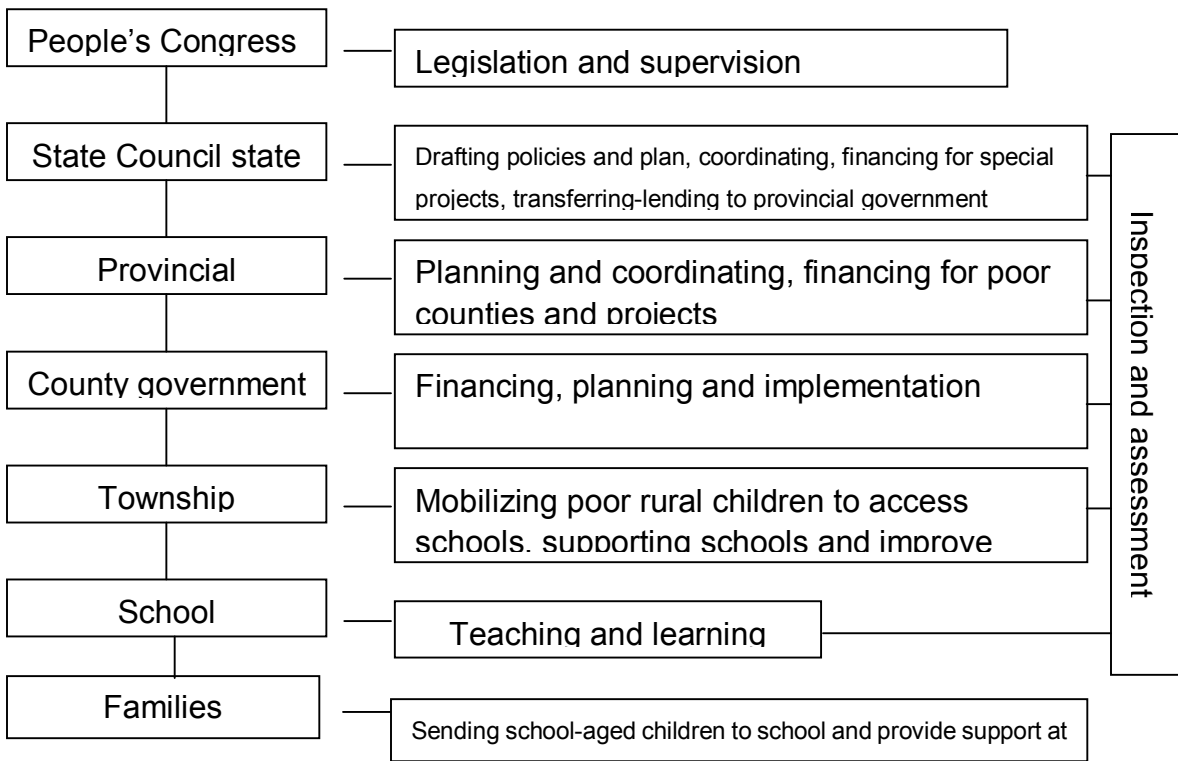 People's Congress
Legislation and supervision
State Council state
Drafting policies and plan, coordinating, financing for special
projects, transferring-lending to provincial government
Provincial
Planning and coordinating, financing for poor
counties and projects
County government
Financing, planning and implementation
Township
Mobilizing poor rural children to access
schools, supporting schools and improve
School
Teaching and learning
Families
Sending school-aged children to school and provide support at
Inspection and assessment